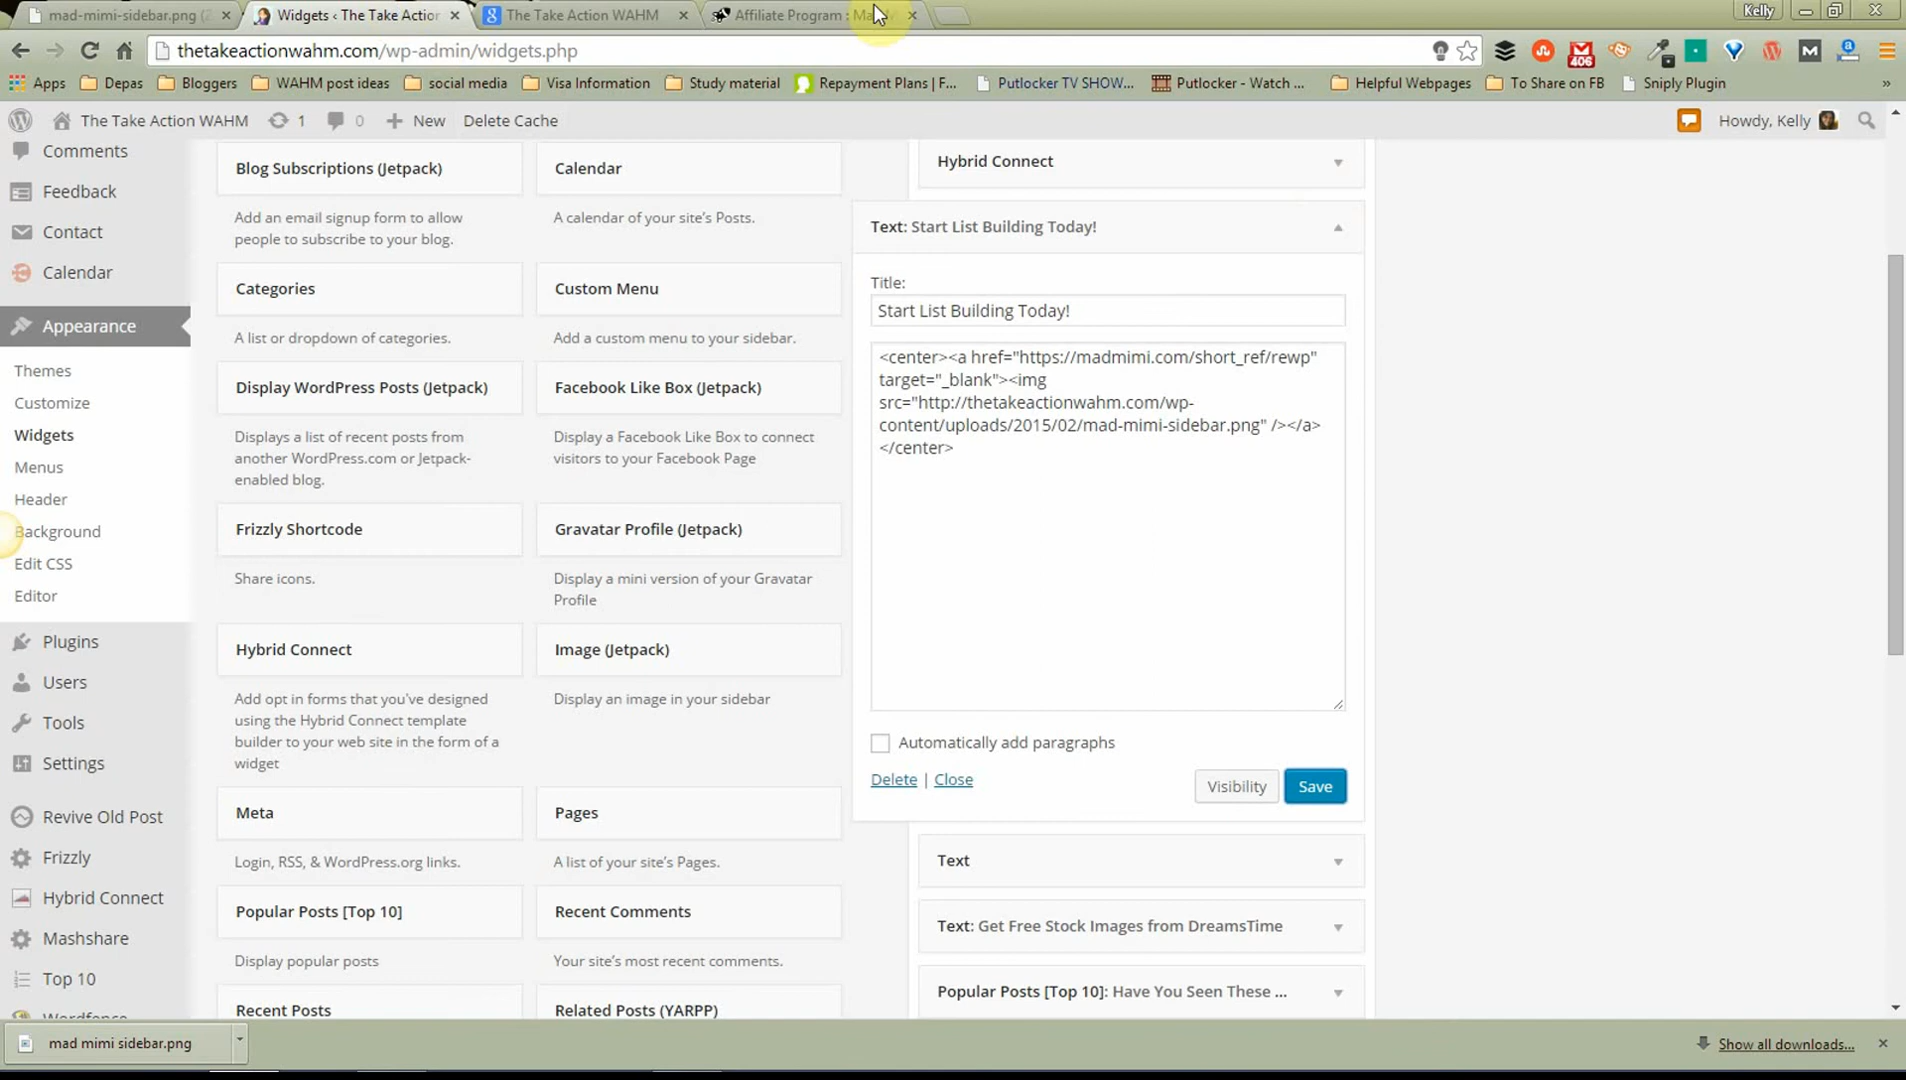 mad-mimi-sidebar.png (2
Widgets ‹ The Take Action
The Take Action WAHM
Affiliate Program : Ma
Kelly
thetakeactionwahm.com/wp-admin/widgets.php
406
Apps
Depas
Bloggers
WAHM post ideas
social media
Visa Information
Study material
Repayment Plans | F...
Putlocker TV SHOW...
Putlocker - Watch ...
Helpful Webpages
To Share on FB
Sniply Plugin
»
The Take Action WAHM
1
0
New
Delete Cache
Howdy, Kelly
Comments
Feedback
Contact
Calendar
Appearance
Themes
Customize
Widgets
Menus
Header
Background
Edit CSS
Editor
Plugins
Users
Tools
Settings
Revive Old Post
Frizzly
Hybrid Connect
Mashshare
Top 10
Wordfence
Blog Subscriptions (Jetpack)
Add an email signup form to allow
people to subscribe to your blog.
Calendar
A calendar of your site's Posts.
Categories
A list or dropdown of categories.
Custom Menu
Add a custom menu to your sidebar.
Display WordPress Posts (Jetpack)
Displays a list of recent posts from
another WordPress.com or Jetpack-
enabled blog.
Facebook Like Box (Jetpack)
Display a Facebook Like Box to connect
visitors to your Facebook Page
Frizzly Shortcode
Share icons.
Gravatar Profile (Jetpack)
Display a mini version of your Gravatar
Profile
Hybrid Connect
Add opt in forms that you've designed
using the Hybrid Connect template
builder to your web site in the form of a
widget
Image (Jetpack)
Display an image in your sidebar
Meta
Login, RSS, & WordPress.org links.
Pages
A list of your site's Pages.
Popular Posts [Top 10]
Display popular posts
Recent Comments
Your site's most recent comments.
Recent Posts
Related Posts (YARPP)
Hybrid Connect
Text: Start List Building Today!
Title:
Start List Building Today!
<center><a href="https://madmimi.com/short_ref/rewp"
target="_blank"><img
src="http://thetakeactionwahm.com/wp-
content/uploads/2015/02/mad-mimi-sidebar.png" /></a>
</center>
Automatically add paragraphs
Delete | Close
Visibility
Save
Text
Text: Get Free Stock Images from DreamsTime
Popular Posts [Top 10]: Have You Seen These ...
mad mimi sidebar.png
Show all downloads...